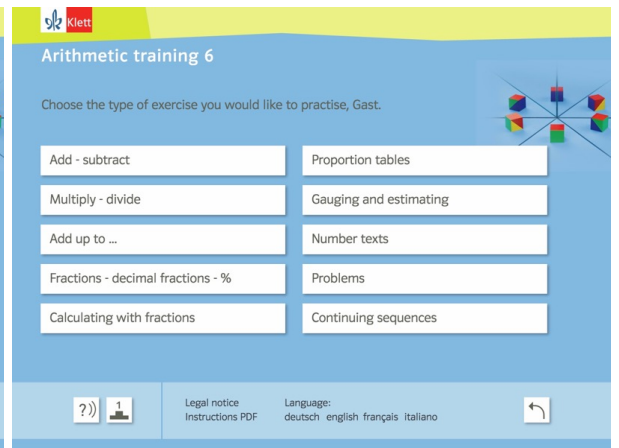 Klett
Arithmetic training 6
Choose the type of exercise you would like to practise, Gast.
Add - subtract
Proportion tables
Multiply - divide
Gauging and estimating
Add up to ...
Number texts
Fractions - decimal fractions - %
Problems
Calculating with fractions
Continuing sequences
?)) 1
Legal notice
Instructions PDF
Language:
deutsch english français italiano